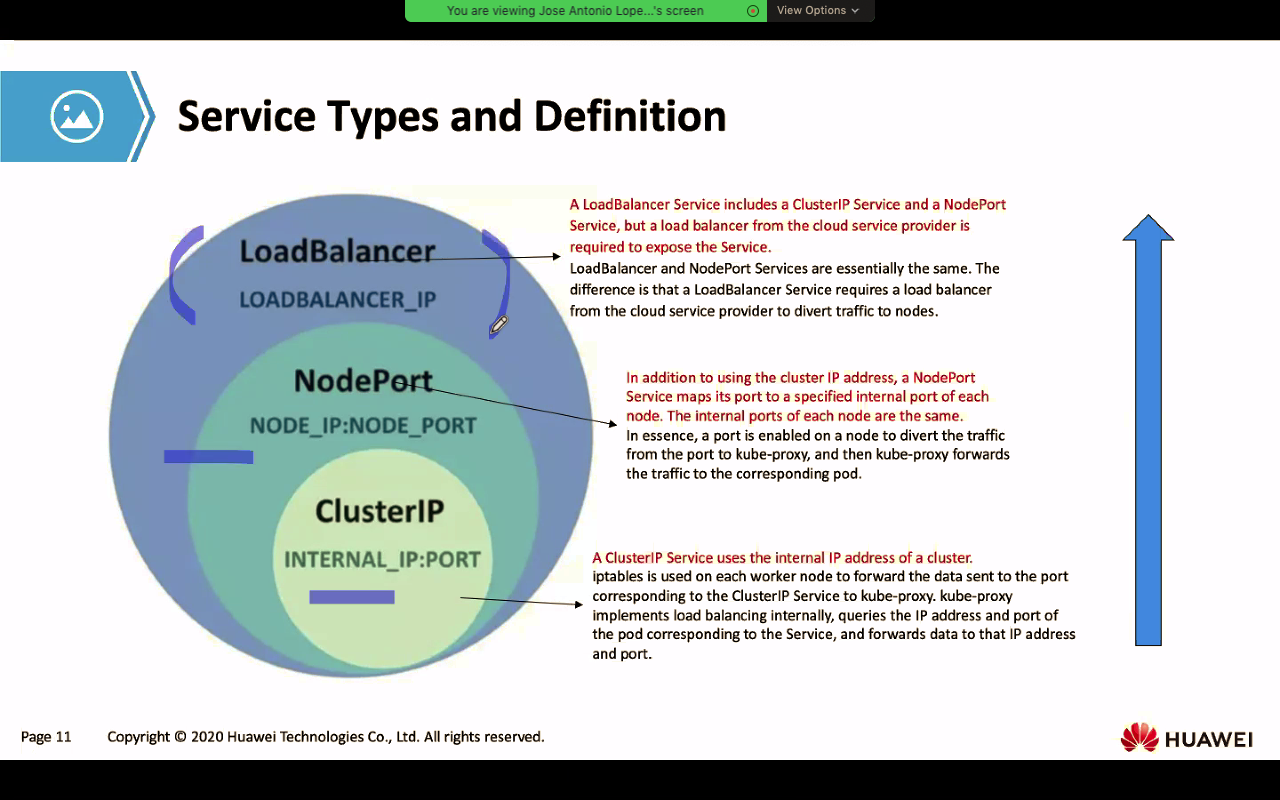 You are viewing Jose Antonio Lope...'s screen
View Options
Service Types and Definition
LoadBalancer
LOADBALANCER_IP
NodePort
NODE_IP:NODE_PORT
ClusterIP
INTERNAL_IP:PORT
A LoadBalancer Service includes a ClusterIP Service and a NodePort
Service, but a load balancer from the cloud service provider is
required to expose the Service.
LoadBalancer and NodePort Services are essentially the same. The
difference is that a LoadBalancer Service requires a load balancer
from the cloud service provider to divert traffic to nodes.
In addition to using the cluster IP address, a NodePort
Service maps its port to a specified internal port of each
node. The internal ports of each node are the same.
In essence, a port is enabled on a node to divert the traffic
from the port to kube-proxy, and then kube-proxy forwards
the traffic to the corresponding pod.
A ClusterIP Service uses the internal IP address of a cluster.
iptables is used on each worker node to forward the data sent to the port
corresponding to the ClusterIP Service to kube-proxy. kube-proxy
implements load balancing internally, queries the IP address and port of
the pod corresponding to the Service, and forwards data to that IP address
and port.
Page 11
Copyright © 2020 Huawei Technologies Co., Ltd. All rights reserved.
HUAWEI